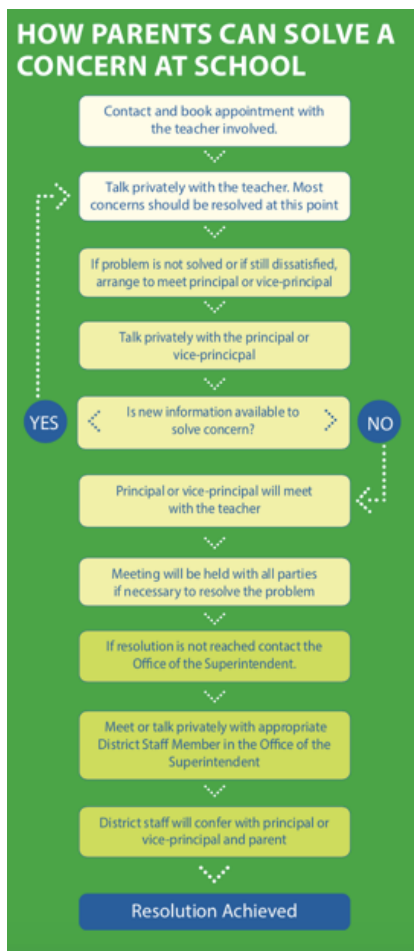 HOW PARENTS CAN SOLVE A
CONCERN AT SCHOOL
Contact and book appointment with
the teacher involved.
Talk privately with the teacher. Most
concerns should be resolved at this point
If problem is not solved or if still dissatisfied,
arrange to meet principal or vice-principal
Talk privately with the principal or
vice-princicpal
YES
Is new information available to
solve concern?
NO
Principal or vice-principal will meet
with the teacher
Meeting will be held with all parties
if necessary to resolve the problem
If resolution is not reached contact the
Office of the Superintendent.
Meet or talk privately with appropriate
District Staff Member in the Office of the
Superintendent
District staff will confer with principal or
vice-principal and parent
Resolution Achieved